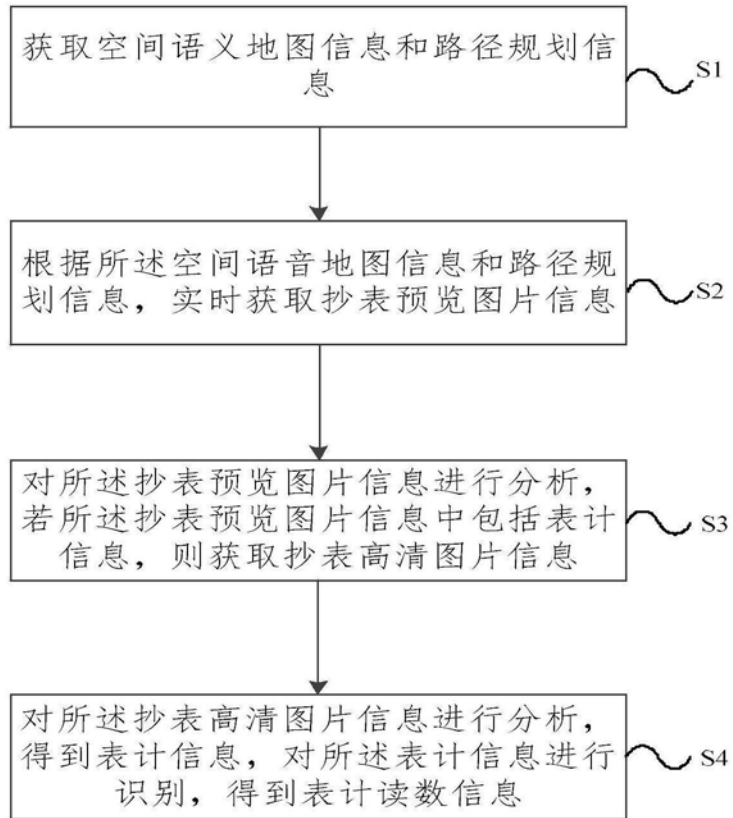 获取空间语义地图信息和路径规划信
息
S1
根据所述空间语音地图信息和路径规
划信息，实时获取抄表预览图片信息
S2
对所述抄表预览图片信息进行分析，
若所述抄表预览图片信息中包括表计
信息，则获取抄表高清图片信息
S3
对所述抄表高清图片信息进行分析，
得到表计信息，对所述表计信息进行
识别，得到表计读数信息
S4